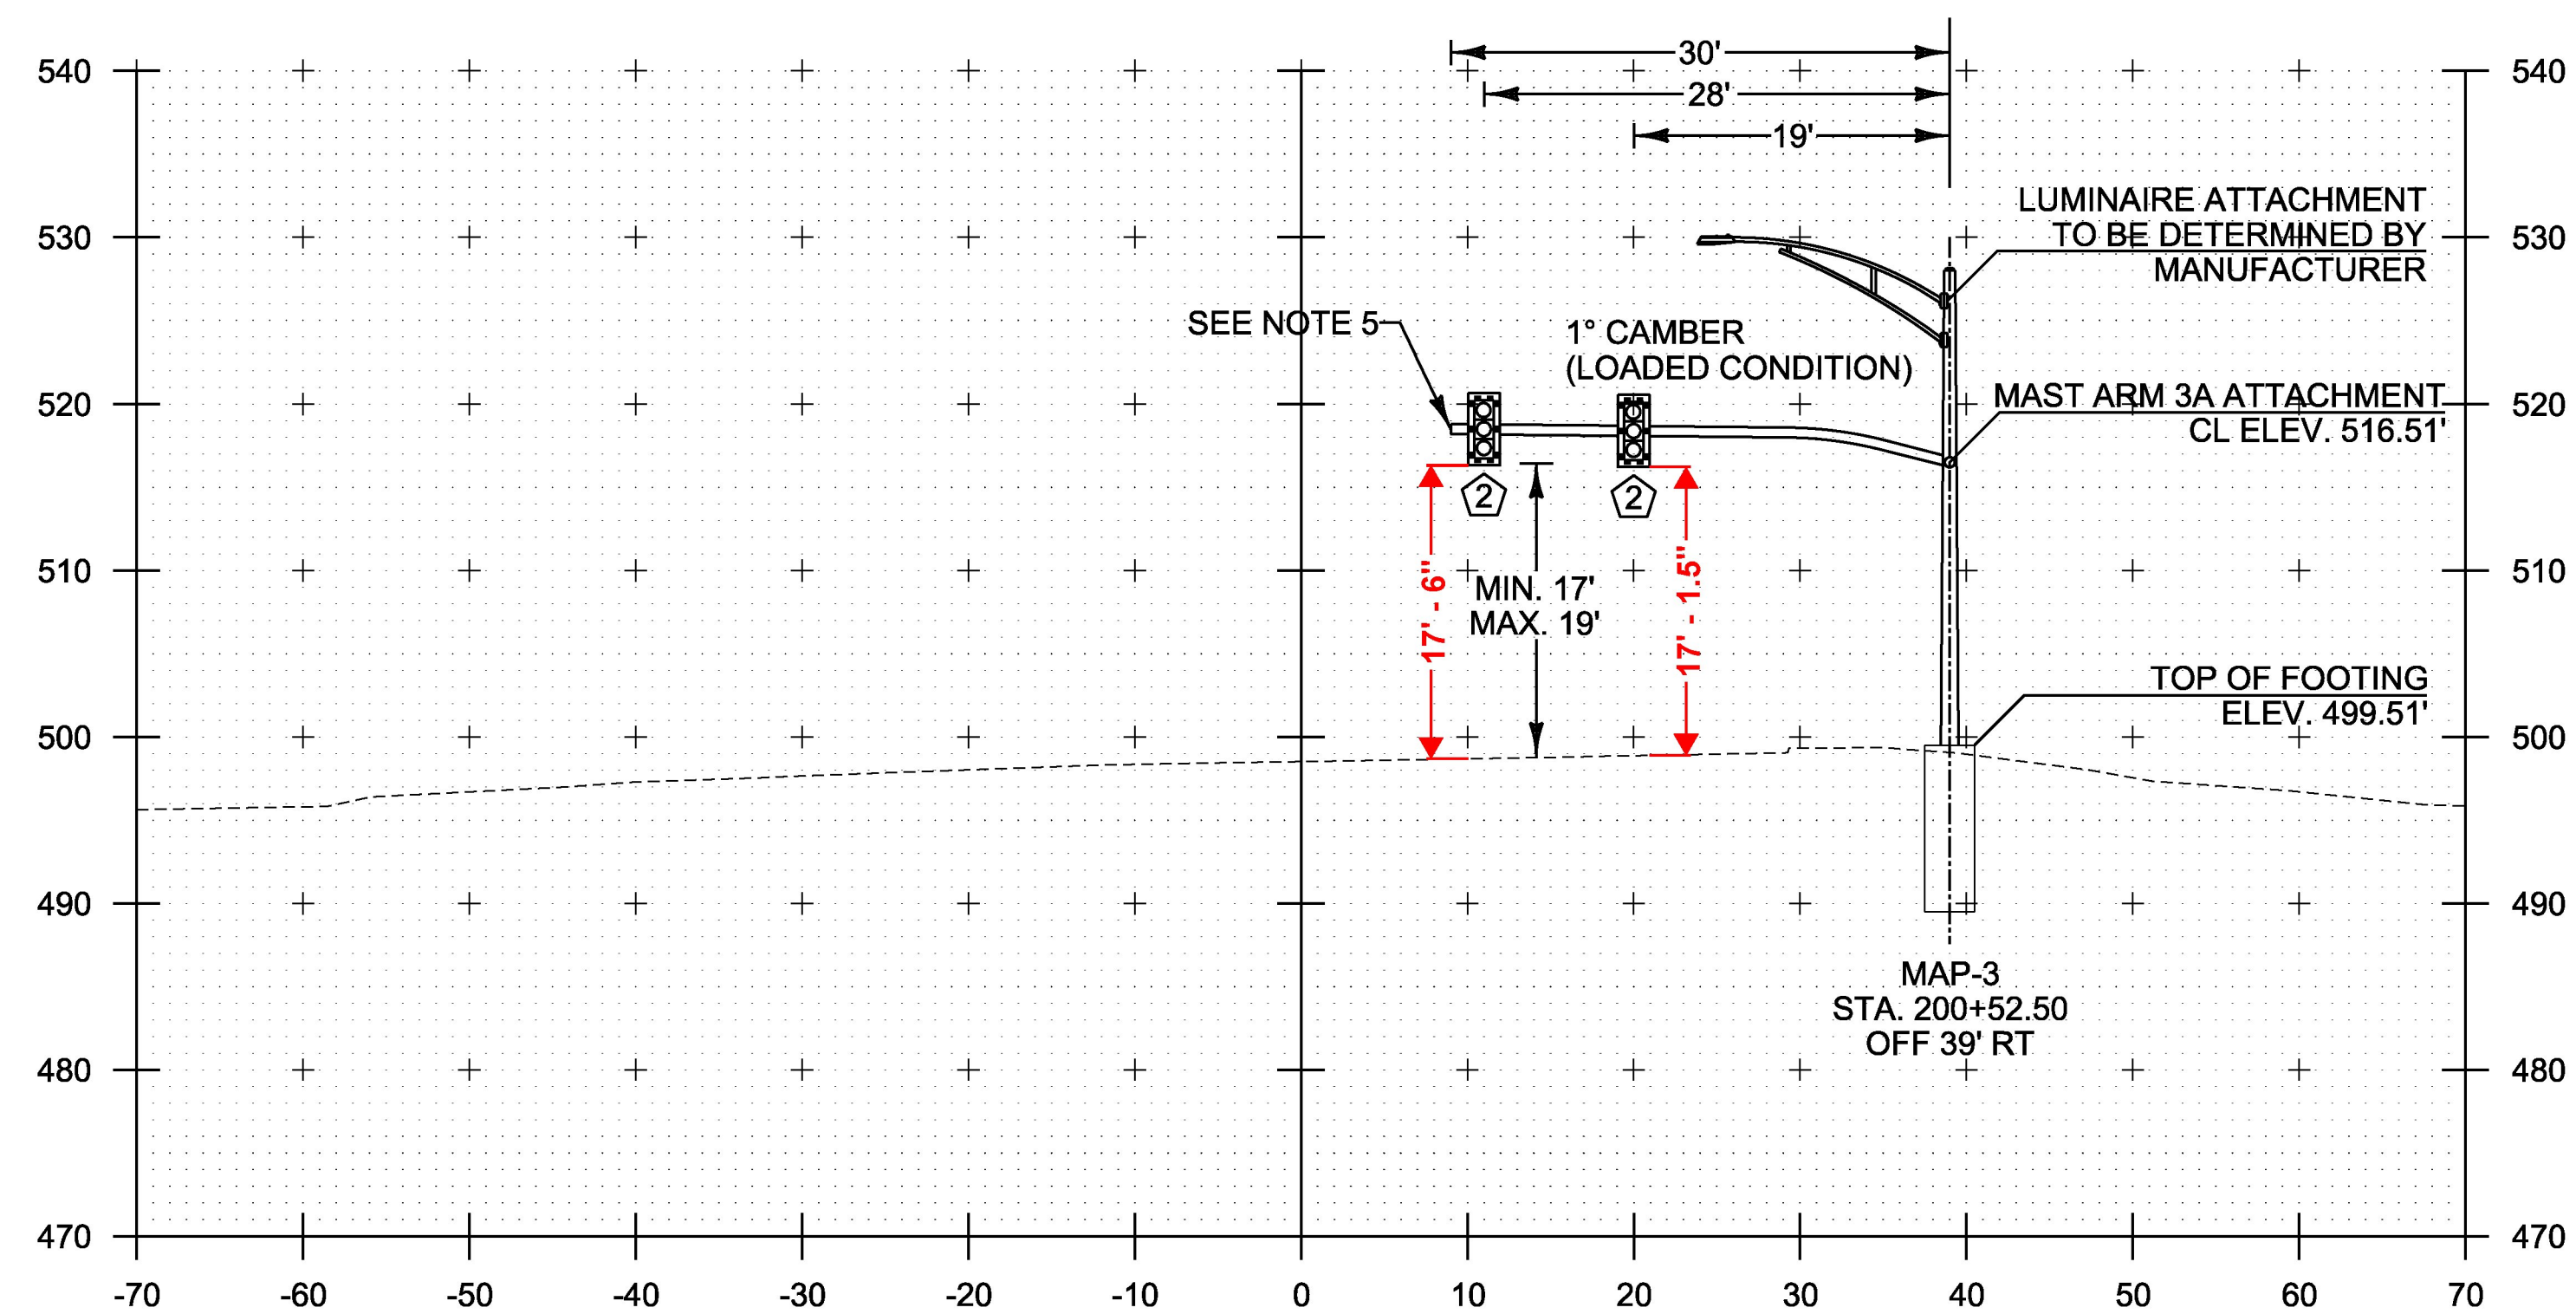 30'
28'
19'
540
540
530
530
520
520
510
510
500
500
490
490
480
480
470
470
LUMINAIRE ATTACHMENT
TO BE DETERMINED BY
MANUFACTURER
SEE NOTE 5
1° CAMBER
(LOADED CONDITION)
MAST ARM 3A ATTACHMENT
CL ELEV. 516.51'
2
2
17' - 6"
MIN. 17'
MAX. 19'
17' - 1.5"
TOP OF FOOTING
ELEV. 499.51'
MAP-3
STA. 200+52.50
OFF 39' RT
-70 -60 -50 -40 -30 -20 -10 0 10 20 30 40 50 60 70